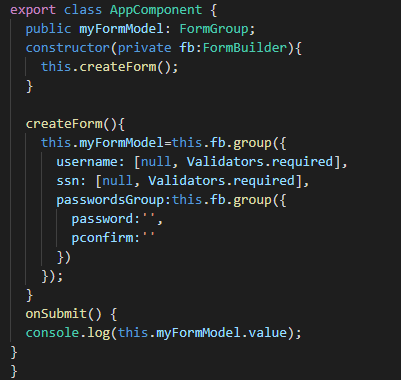 export class AppComponent {
  public myFormModel: FormGroup;
  constructor(private fb:FormBuilder){
    this.createForm();
  }

  createForm(){
    this.myFormModel=this.fb.group({
      username: [null, Validators.required],
      ssn: [null, Validators.required],
      passwordsGroup:this.fb.group({
        password:'',
        pconfirm:''
      })
    });
  }
  onSubmit() {
  console.log(this.myFormModel.value);
}
}